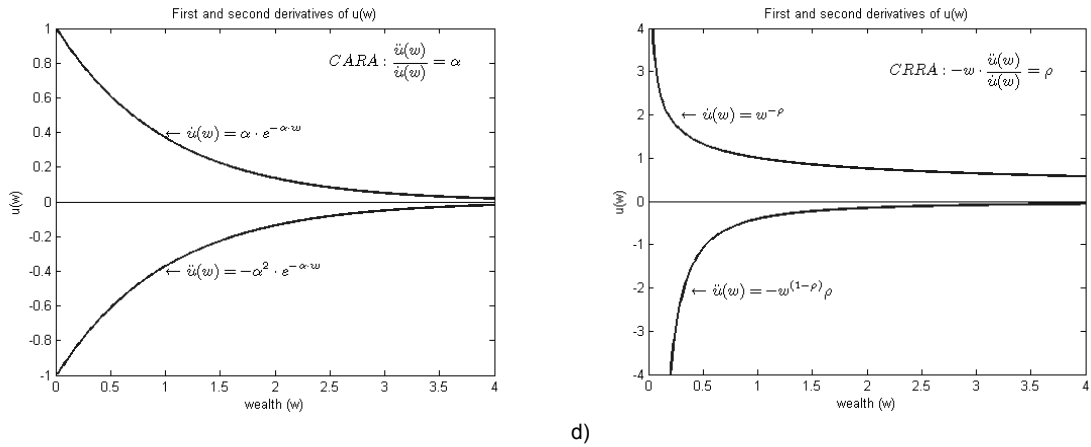 First and second derivatives of u(w)
CARA : ü(w)/u̇(w) = α
← u̇(w) = α · e^{-α·w}
← ü(w) = −α² · e^{-α·w}
1
0.8
0.6
0.4
0.2
0
-0.2
-0.4
-0.6
-0.8
-1
u(w)
0 0.5 1 1.5 2 2.5 3 3.5 4
wealth (w)
First and second derivatives of u(w)
CRRA : −w · ü(w)/u̇(w) = ρ
← u̇(w) = w^{-ρ}
← ü(w) = −w^{(1−ρ)}ρ
4
3
2
1
0
-1
-2
-3
-4
u(w)
0 0.5 1 1.5 2 2.5 3 3.5 4
wealth (w)
d)